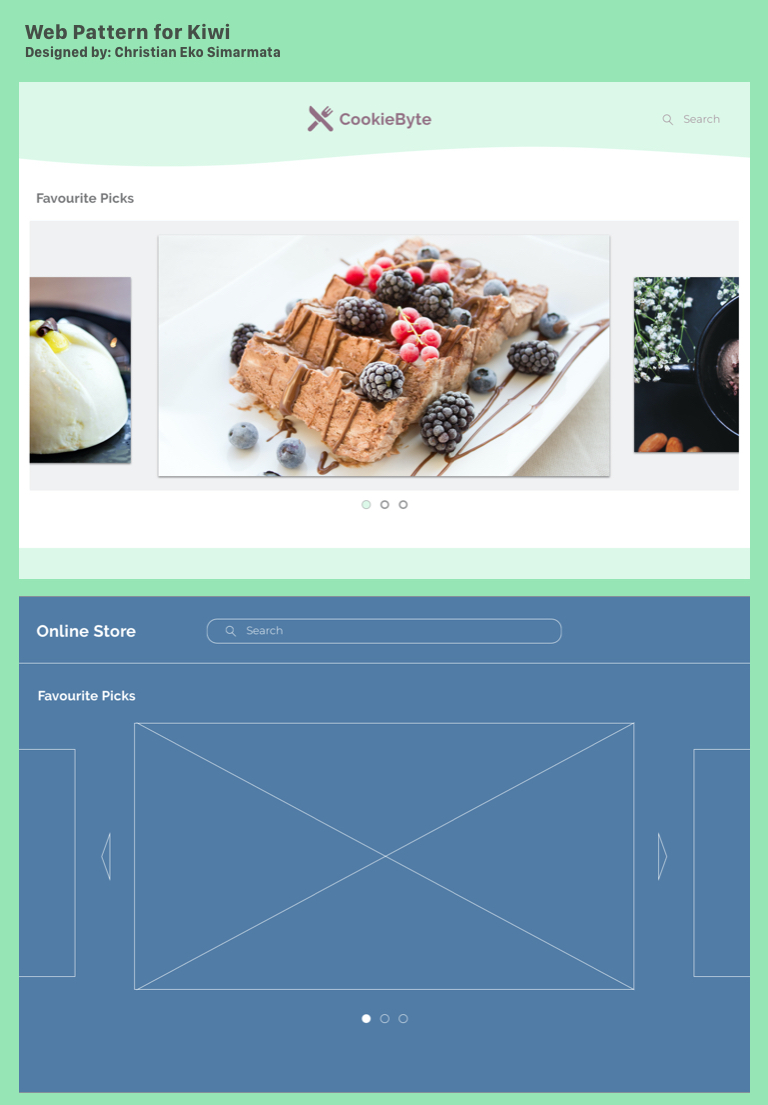 Web Pattern for Kiwi
Designed by: Christian Eko Simarmata
CookieByte
Search
Favourite Picks
Online Store
Search
Favourite Picks